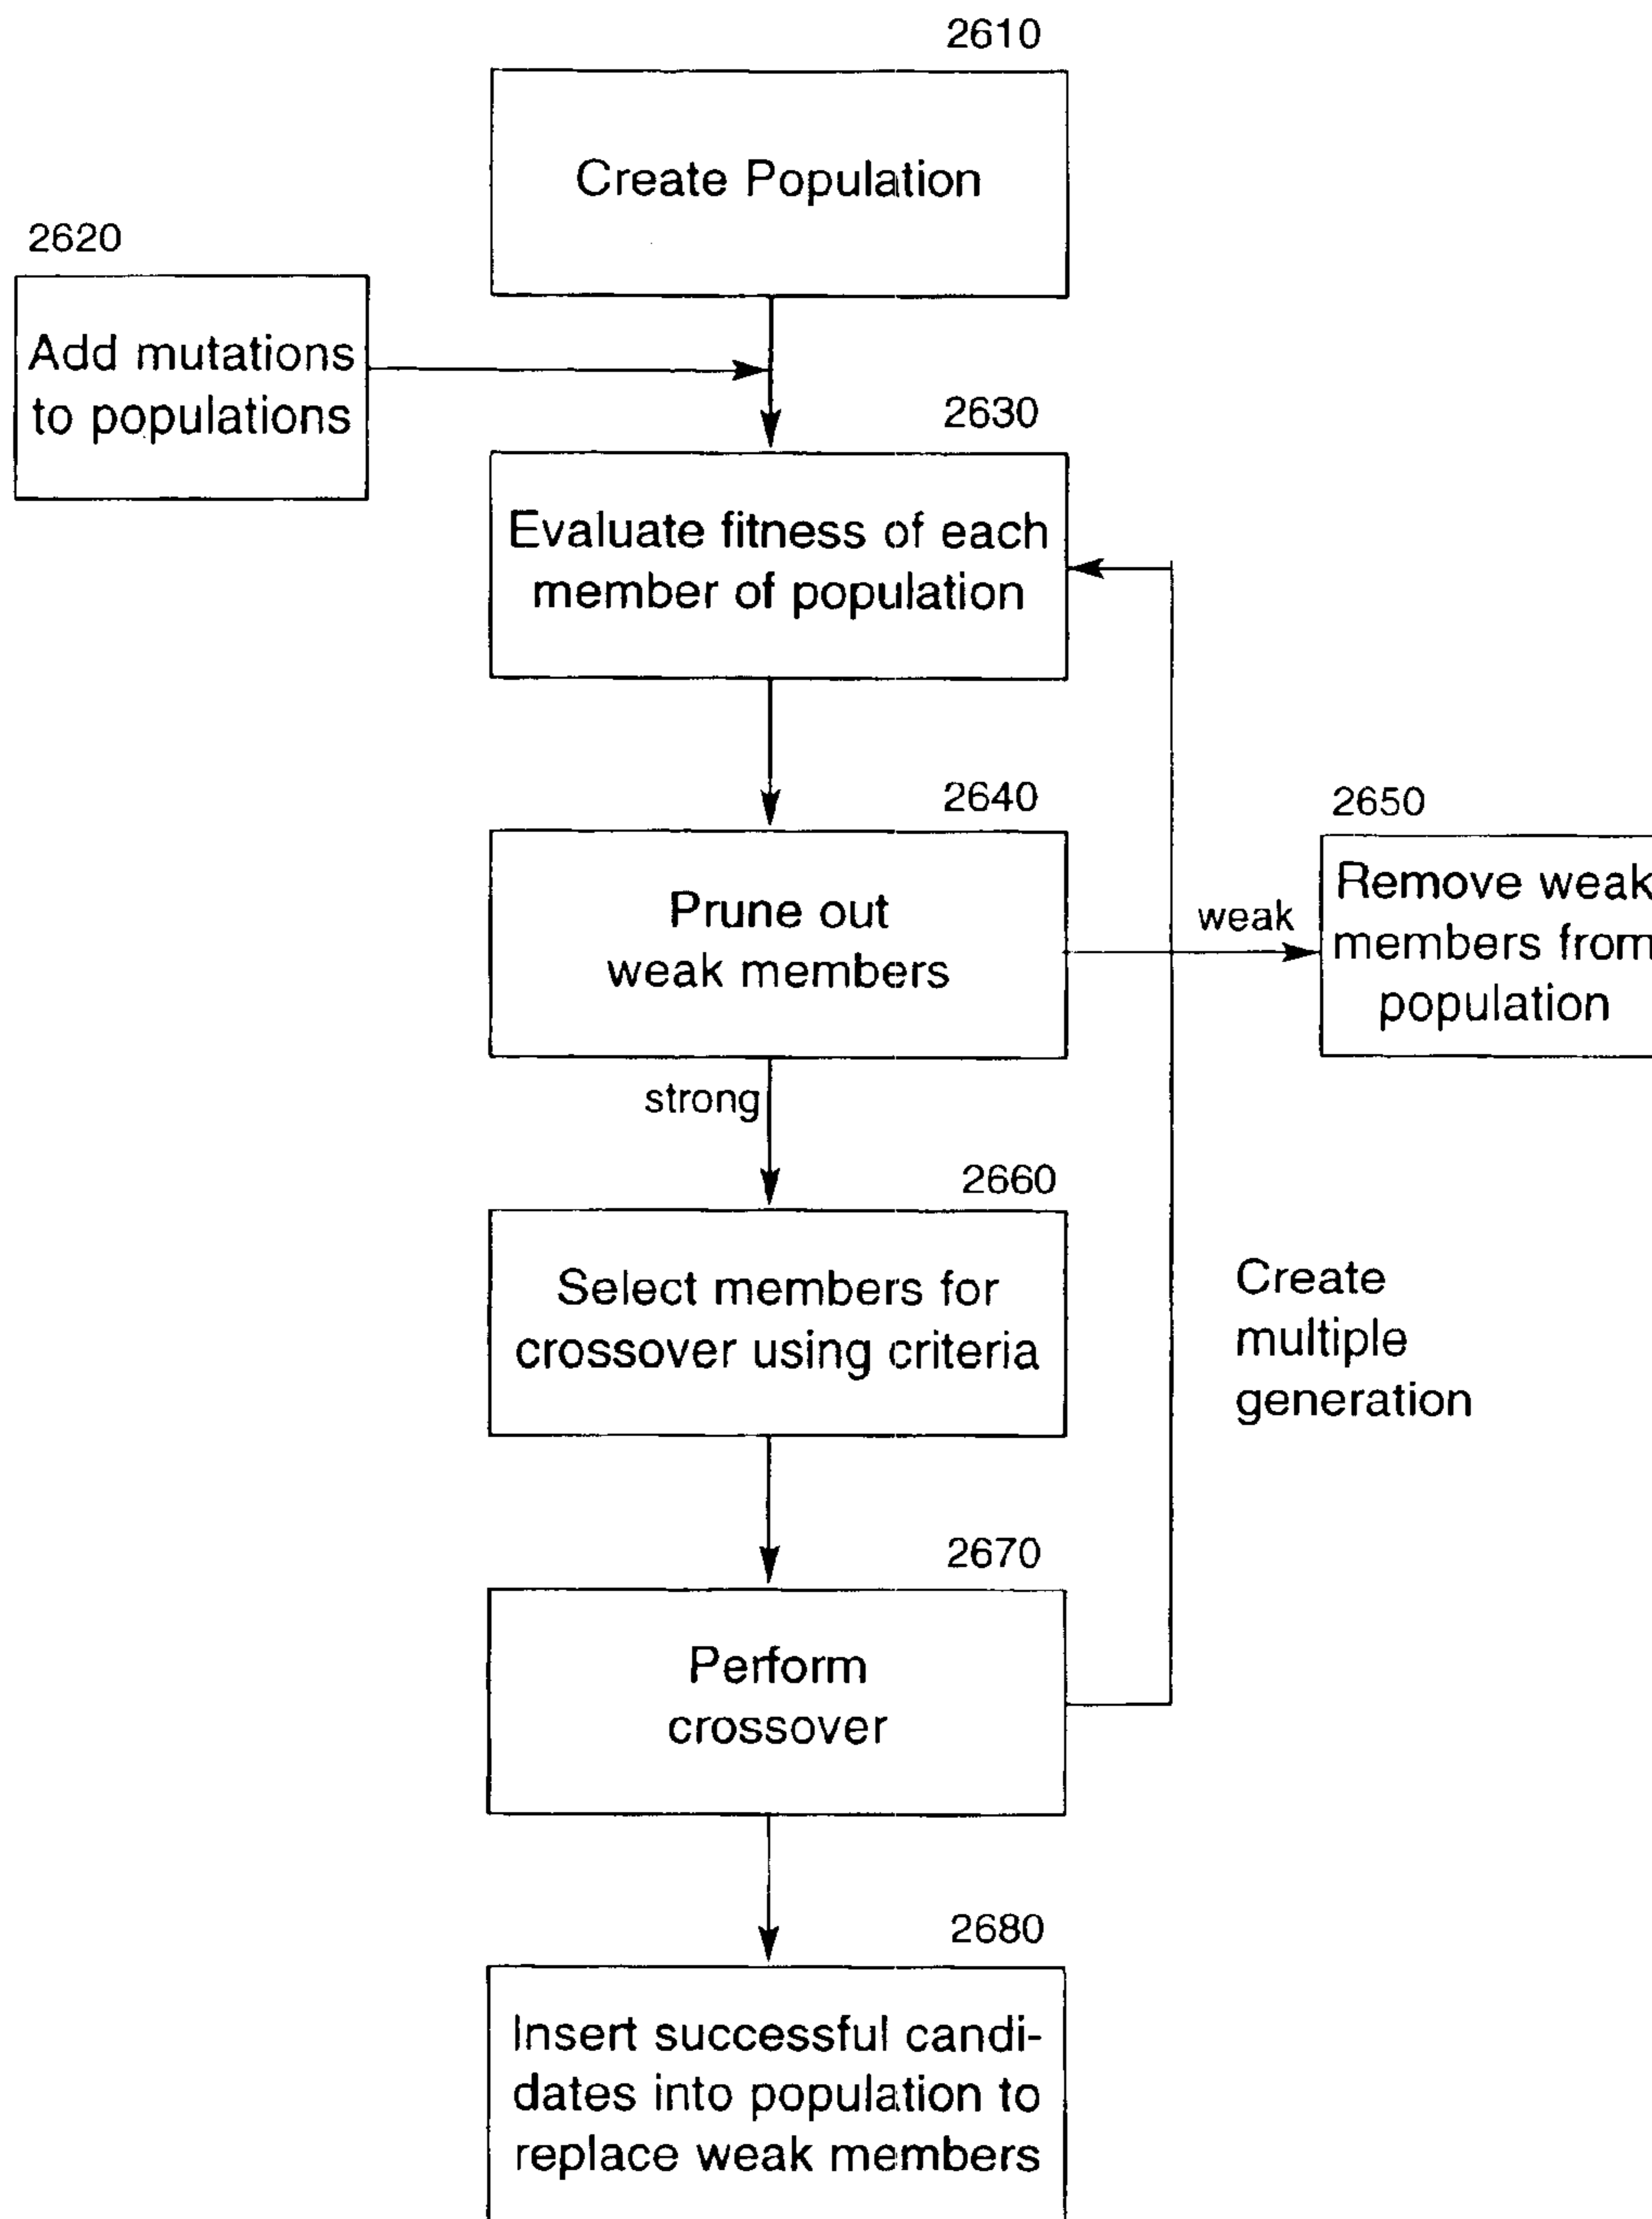 2610
Create Population
2620
Add mutations
to populations
2630
Evaluate fitness of each
member of population
2640
Prune out
weak members
weak
2650
Remove weak
members from
population
strong
2660
Select members for
crossover using criteria
Create
multiple
generation
2670
Perform
crossover
2680
Insert successful candi-
dates into population to
replace weak members